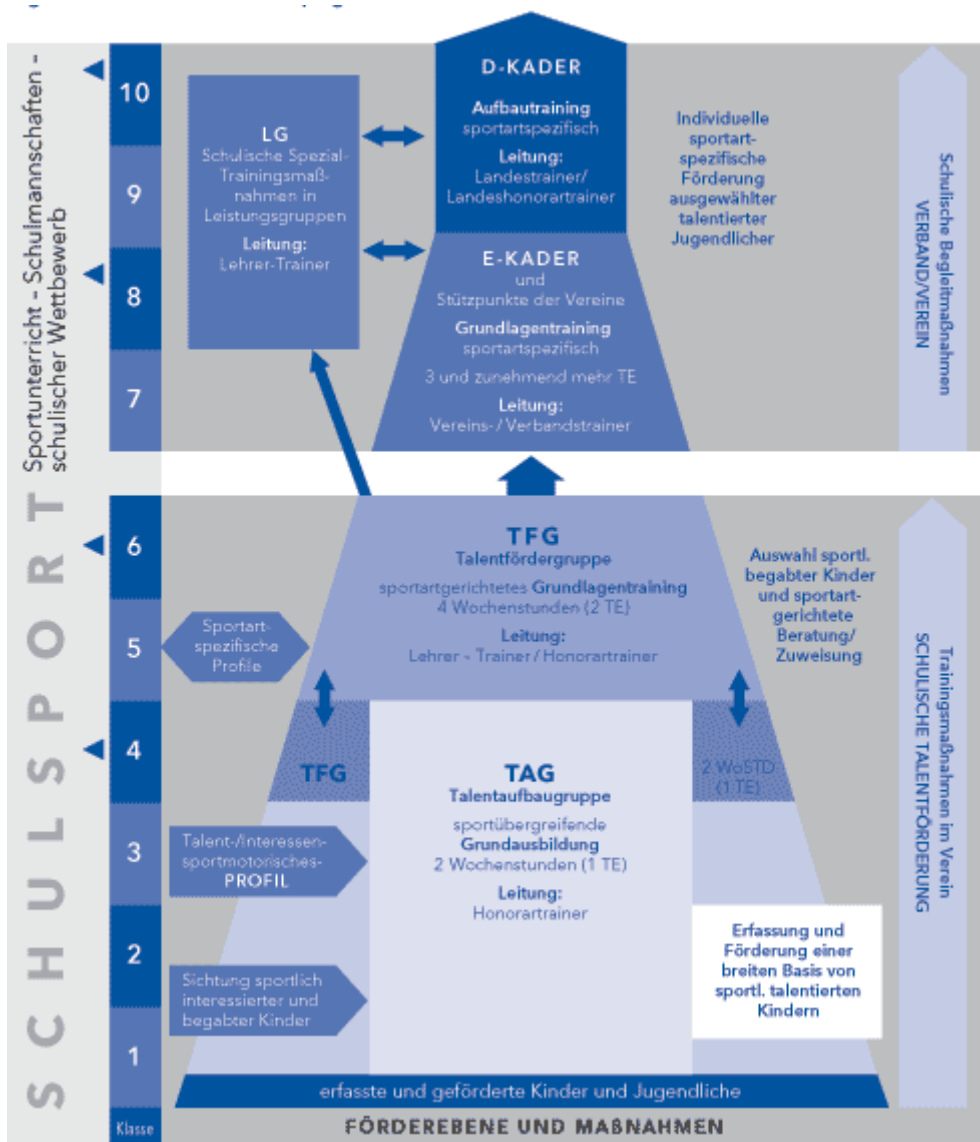 SCHULSPORT
Sportunterricht - Schulmannschaften -
schulischer Wettbewerb
10
9
8
7
6
5
4
3
2
1
Klasse
D-KADER
Aufbautraining
sportartspezifisch
Leitung:
Landestrainer/
Landeshonorartrainer
LG
Schulische Spezial-
Trainingsmaß-
nahmen in
Leistungsgruppen
Leitung:
Lehrer-Trainer
Individuelle
sportart-
spezifische
Förderung
ausgewählter
talentierter
Jugendlicher
E-KADER
und
Stützpunkte der Vereine
Grundlagentraining
sportartspezifisch
3 und zunehmend mehr TE
Leitung:
Vereins-/Verbandstrainer
Schulische Begleitmaßnahmen
VERBAND/VEREIN
TFG
Talentfördergruppe
sportartgerichtetes Grundlagentraining
4 Wochenstunden (2 TE)
Leitung:
Lehrer - Trainer/Honorartrainer
Auswahl sportl.
begabter Kinder
und sportart-
gerichtete
Beratung/
Zuweisung
Sportart-
spezifische
Profile
TFG
2 WoSTD
(1 TE)
TAG
Talentaufbaugruppe
sportübergreifende
Grundausbildung
2 Wochenstunden (1 TE)
Leitung:
Honorartrainer
Talent-/Interessen-
sportmotorisches-
PROFIL
Sichtung sportlich
interessierter und
begabter Kinder
Erfassung und
Förderung einer
breiten Basis von
sportl. talentierten
Kindern
Trainingsmaßnahmen im Verein
SCHULISCHE TALENTFÖRDERUNG
erfasste und geförderte Kinder und Jugendliche
FÖRDEREBENE UND MAßNAHMEN